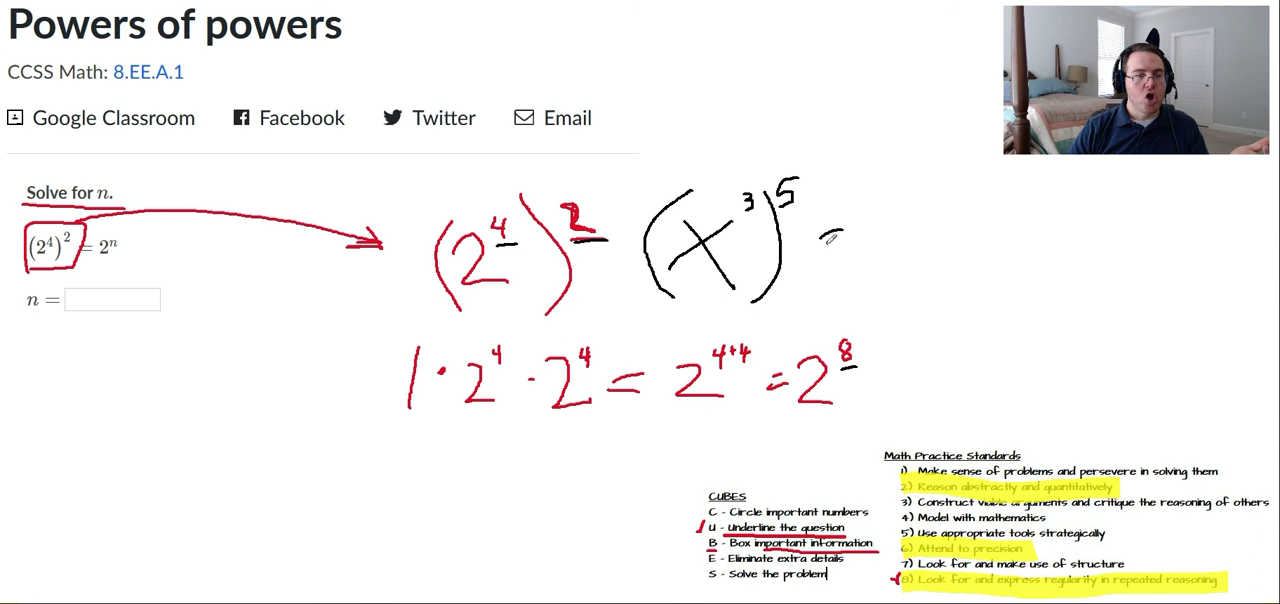 Powers of powers
CCSS Math: 8.EE.A.1
Google Classroom Facebook Twitter Email
Solve for n.
(2⁴)² = 2ⁿ
n =
(2⁴)² (x³)⁵ =
1 · 2⁴ · 2⁴ = 2⁴⁺⁴ = 2⁸
CUBES
C - Circle important numbers
U - Underline the question
B - Box important information
E - Eliminate extra details
S - Solve the problem
Math Practice Standards
1) Make sense of problems and persevere in solving them
2) Reason abstractly and quantitatively
3) Construct viable arguments and critique the reasoning of others
4) Model with mathematics
5) Use appropriate tools strategically
6) Attend to precision
7) Look for and make use of structure
8) Look for and express regularity in repeated reasoning